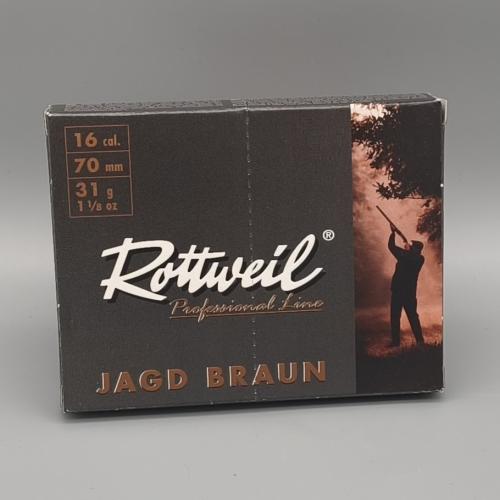 16 cal.
70 mm
31 g
1 1/8 oz
Rottweil®
Professional Line
JAGD BRAUN